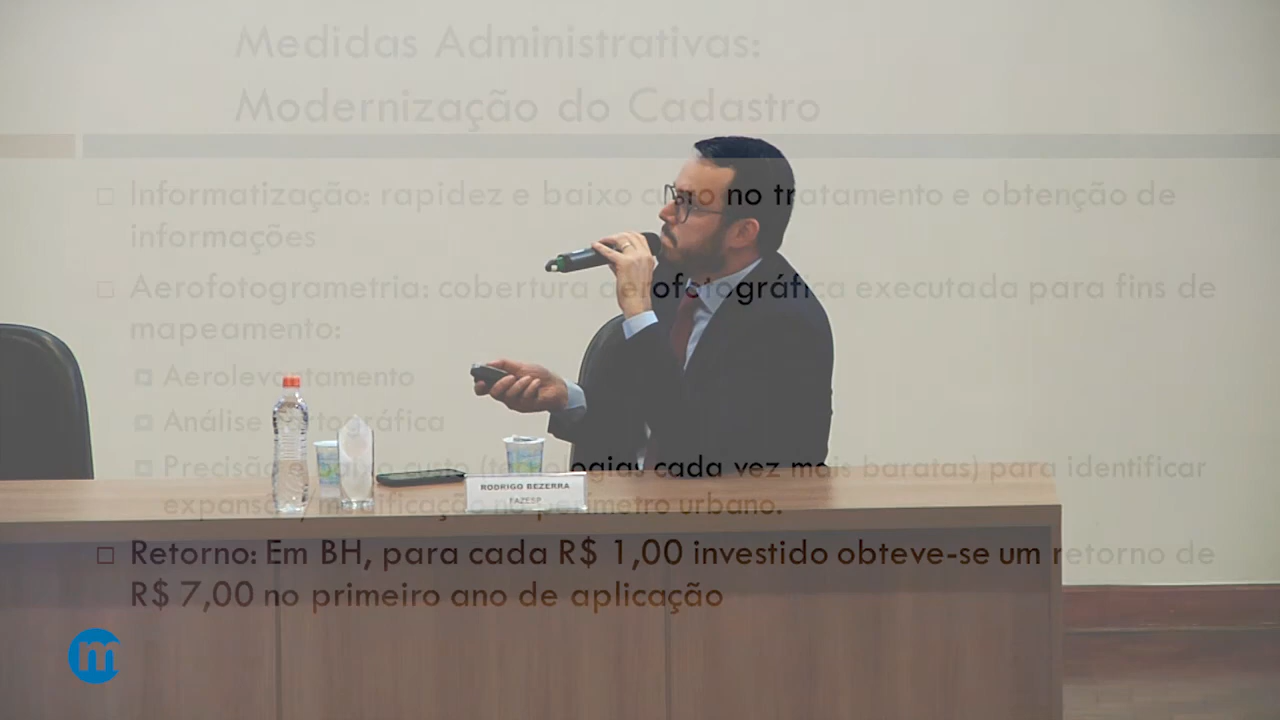 Medidas Administrativas:
Modernização do Cadastro
Informatização: rapidez e baixo custo no tratamento e obtenção de
informações
Aerofotogrametria: cobertura aerofotográfica executada para fins de
mapeamento:
Aerolevantamento
Análise cartográfica
Precisão e baixo custo (tecnologias cada vez mais baratas) para identificar
expansão/modificação no perímetro urbano.
RODRIGO BEZERRA
FAZESP
Retorno: Em BH, para cada R$ 1,00 investido obteve-se um retorno de
R$ 7,00 no primeiro ano de aplicação
m